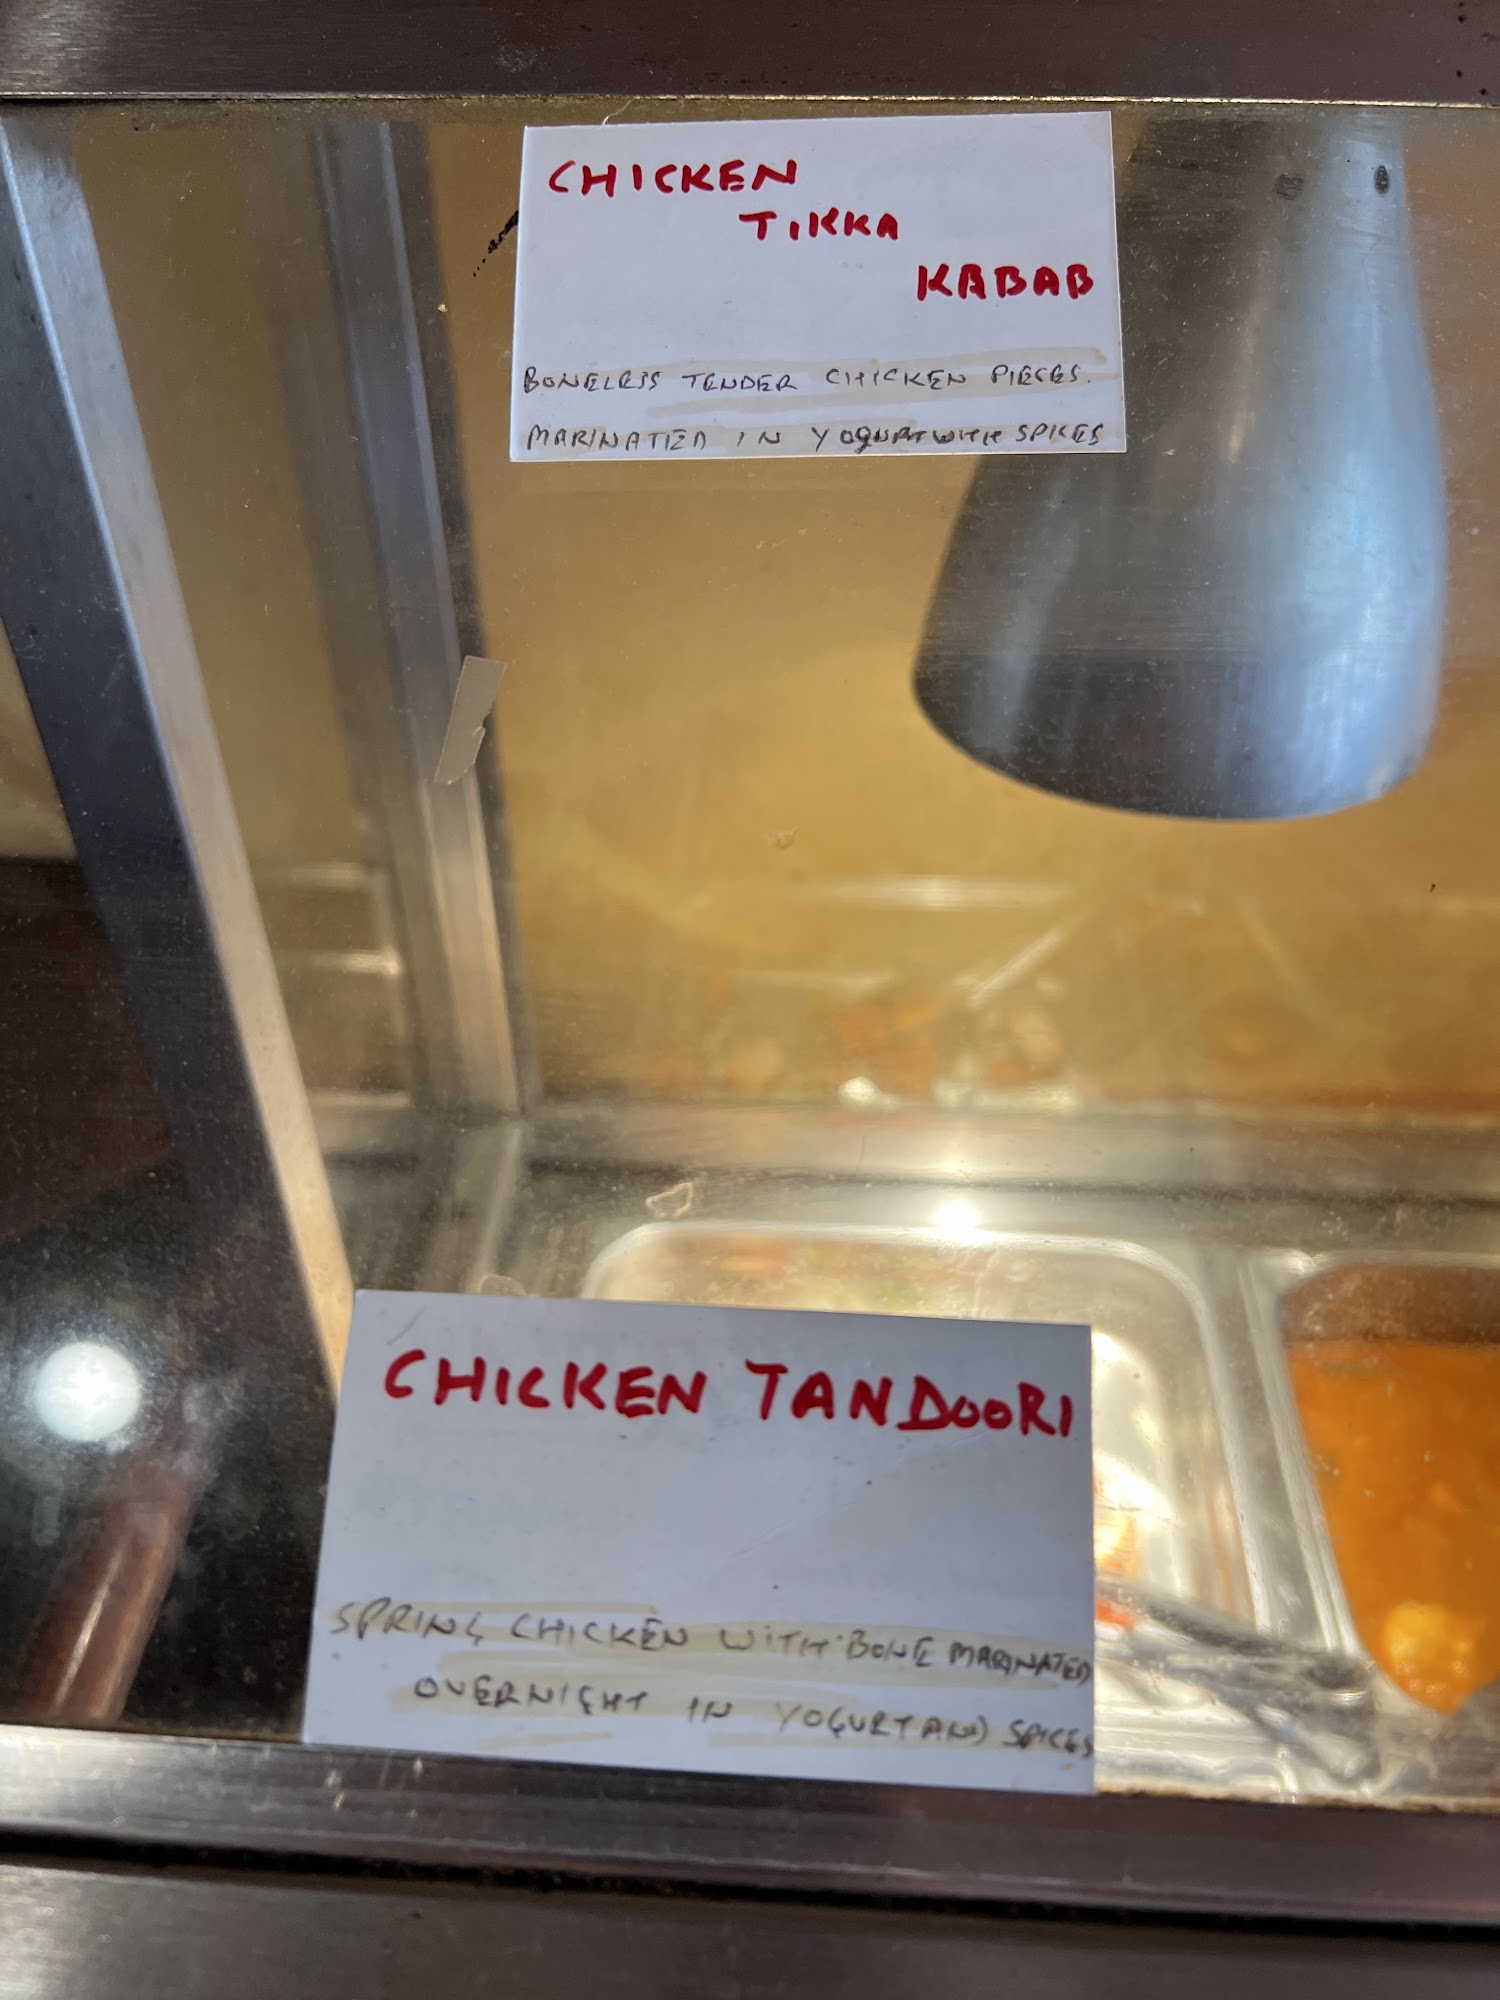 CHICKEN
TIKKA
KABAB
BONELESS TENDER CHICKEN PIECES.
MARINATED IN YOGURT WITH SPICES
CHICKEN TANDOORI
SPRING CHICKEN WITH BONE MARINATED
OVERNIGHT IN YOGURT AND SPICES